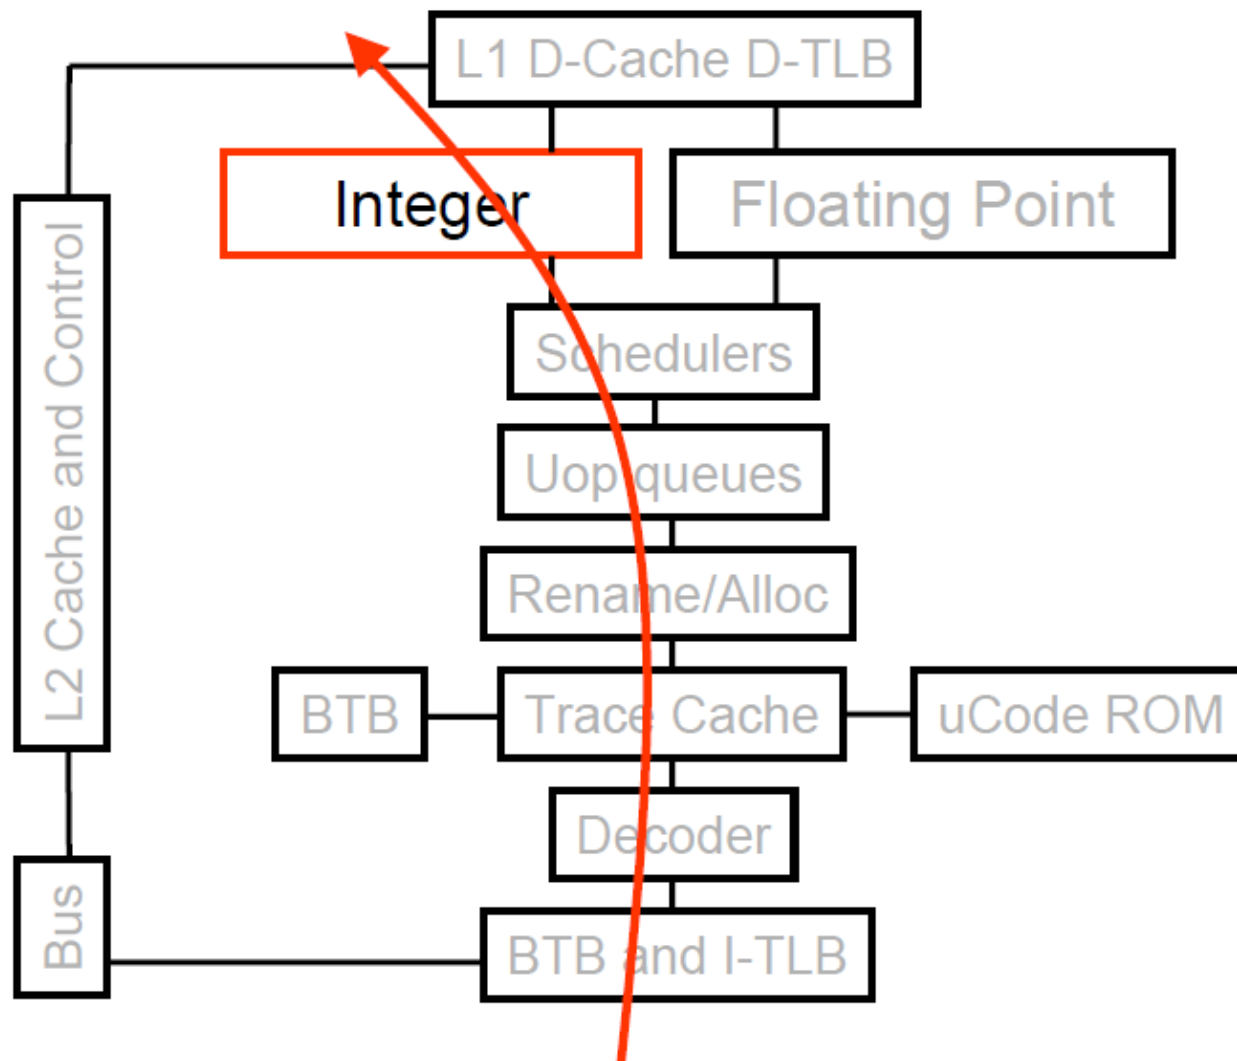 L1 D-Cache D-TLB
Integer
Floating Point
L2 Cache and Control
Schedulers
Uop queues
Rename/Alloc
BTB
Trace Cache
uCode ROM
Decoder
Bus
BTB and I-TLB